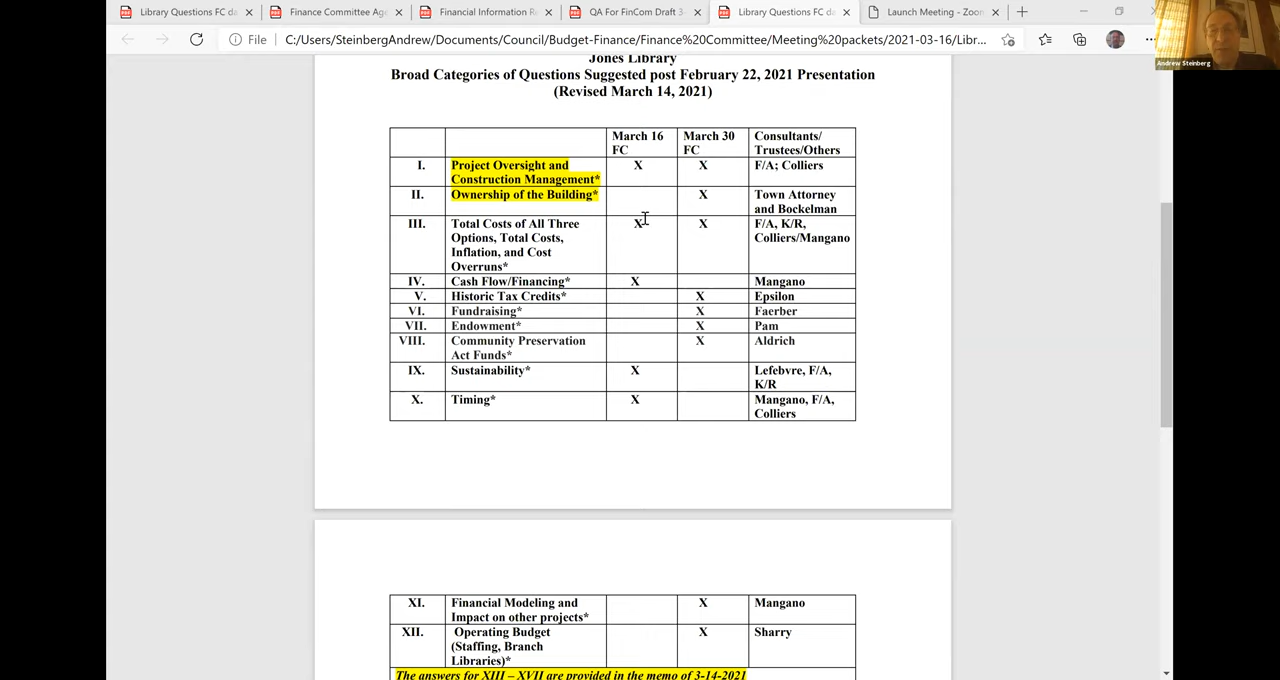 Library Questions FC da
Finance Committee Age
Financial Information Re
QA For FinCom Draft 3-
Library Questions FC da
Launch Meeting - Zoom
File
C:/Users/SteinbergAndrew/Documents/Council/Budget-Finance/Finance%20Committee/Meeting%20packets/2021-03-16/Libr...
Andrew Steinberg
Jones Library
Broad Categories of Questions Suggested post February 22, 2021 Presentation
(Revised March 14, 2021)
March 16 March 30 Consultants/
FC FC Trustees/Others
I. Project Oversight and X X F/A; Colliers
Construction Management*
II. Ownership of the Building* X Town Attorney
and Bockelman
III. Total Costs of All Three X X F/A, K/R,
Options, Total Costs, Colliers/Mangano
Inflation, and Cost
Overruns*
IV. Cash Flow/Financing* X Mangano
V. Historic Tax Credits* X Epsilon
VI. Fundraising* X Faerber
VII. Endowment* X Pam
VIII. Community Preservation X Aldrich
Act Funds*
IX. Sustainability* X Lefebvre, F/A,
K/R
X. Timing* X Mangano, F/A,
Colliers
XI. Financial Modeling and X Mangano
Impact on other projects*
XII. Operating Budget X Sharry
(Staffing, Branch
Libraries)*
The answers for XIII – XVII are provided in the memo of 3-14-2021